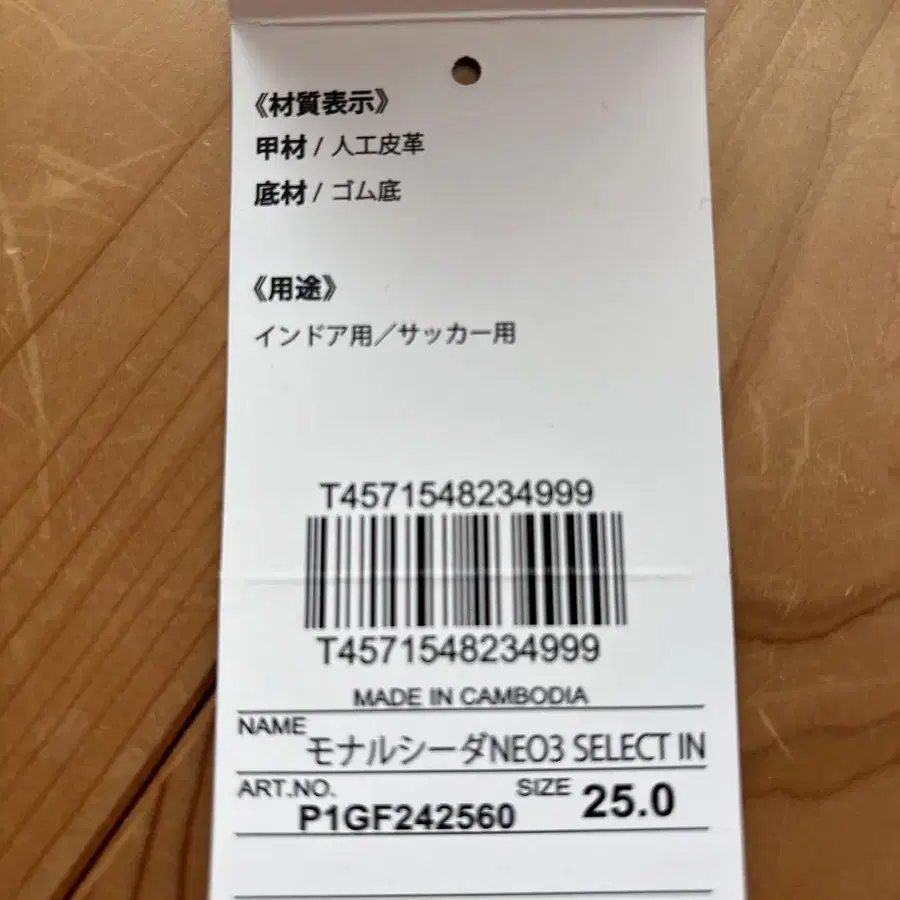 《材質表示》
甲材 / 人工皮革
底材 / ゴム底
《用途》
インドア用／サッカー用
T4571548234999
T4571548234999
MADE IN CAMBODIA
NAME モナルシーダNEO3 SELECT IN
ART.NO. P1GF242560 SIZE 25.0